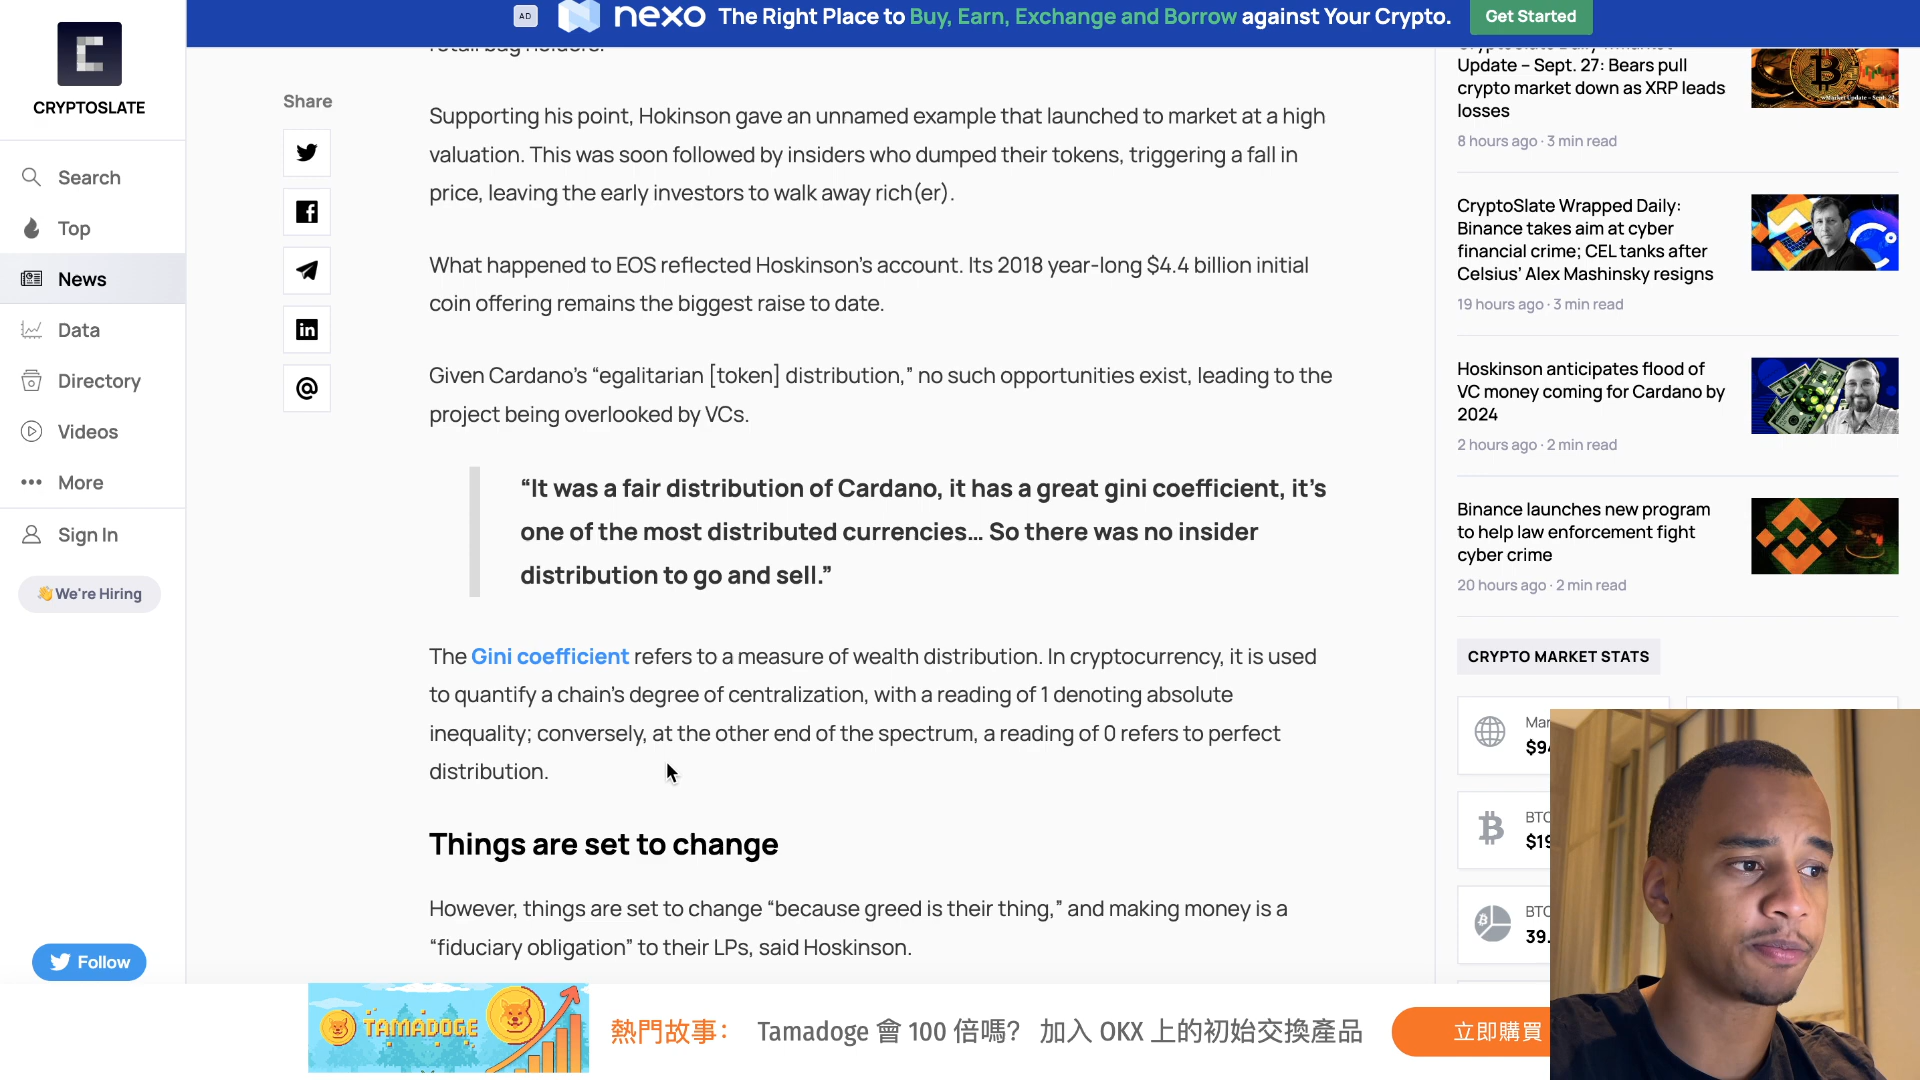 AD
nexo The Right Place to Buy, Earn, Exchange and Borrow against Your Crypto.
Get Started
CRYPTOSLATE
Search
Top
News
Data
Directory
Videos
More
Sign In
We're Hiring
Follow
Share
retail bag holders.
Supporting his point, Hokinson gave an unnamed example that launched to market at a high
valuation. This was soon followed by insiders who dumped their tokens, triggering a fall in
price, leaving the early investors to walk away rich(er).
What happened to EOS reflected Hoskinson's account. Its 2018 year-long $4.4 billion initial
coin offering remains the biggest raise to date.
Given Cardano's “egalitarian [token] distribution,” no such opportunities exist, leading to the
project being overlooked by VCs.
“It was a fair distribution of Cardano, it has a great gini coefficient, it's
one of the most distributed currencies… So there was no insider
distribution to go and sell.”
The Gini coefficient refers to a measure of wealth distribution. In cryptocurrency, it is used
to quantify a chain's degree of centralization, with a reading of 1 denoting absolute
inequality; conversely, at the other end of the spectrum, a reading of 0 refers to perfect
distribution.
Things are set to change
However, things are set to change “because greed is their thing,” and making money is a
“fiduciary obligation” to their LPs, said Hoskinson.
Update – Sept. 27: Bears pull
crypto market down as XRP leads
losses
8 hours ago · 3 min read
CryptoSlate Wrapped Daily:
Binance takes aim at cyber
financial crime; CEL tanks after
Celsius' Alex Mashinsky resigns
19 hours ago · 3 min read
Hoskinson anticipates flood of
VC money coming for Cardano by
2024
2 hours ago · 2 min read
Binance launches new program
to help law enforcement fight
cyber crime
20 hours ago · 2 min read
CRYPTO MARKET STATS
Mar
$94
BTC
$19
BTC
39.
TAMADOGE
熱門故事： Tamadoge 會 100 倍嗎？ 加入 OKX 上的初始交換產品
立即購買